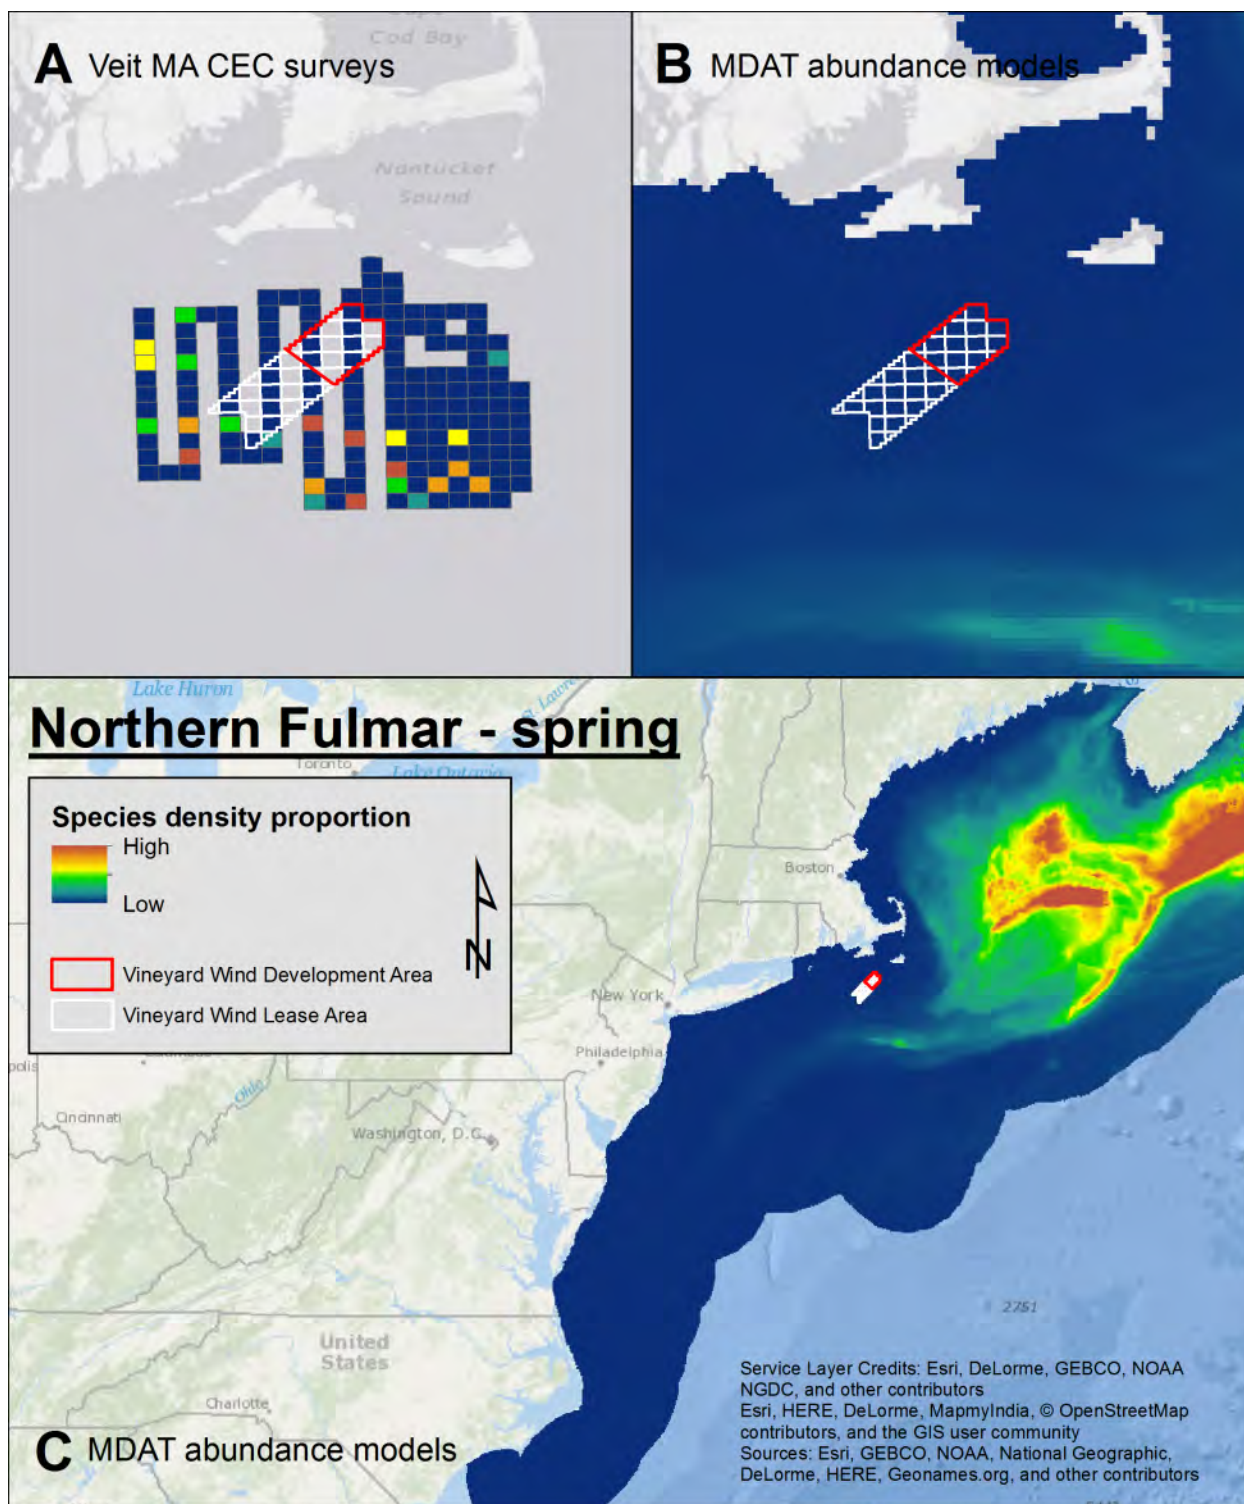 Cape
Cod Bay
A Veit MA CEC surveys
Nantucket
Sound
B MDAT abundance models
Lake Huron
St. Lawre
Northern Fulmar - spring
Toronto
Lake Ontario
Species density proportion
High
Low
N
Vineyard Wind Development Area
Vineyard Wind Lease Area
Boston
New York
Philadelphia
polis
Ohio
Cincinnati
Washington, D.C.
2751
United
States
Charlotte
Service Layer Credits: Esri, DeLorme, GEBCO, NOAA
NGDC, and other contributors
Esri, HERE, DeLorme, MapmyIndia, © OpenStreetMap
contributors, and the GIS user community
Sources: Esri, GEBCO, NOAA, National Geographic,
DeLorme, HERE, Geonames.org, and other contributors
C MDAT abundance models